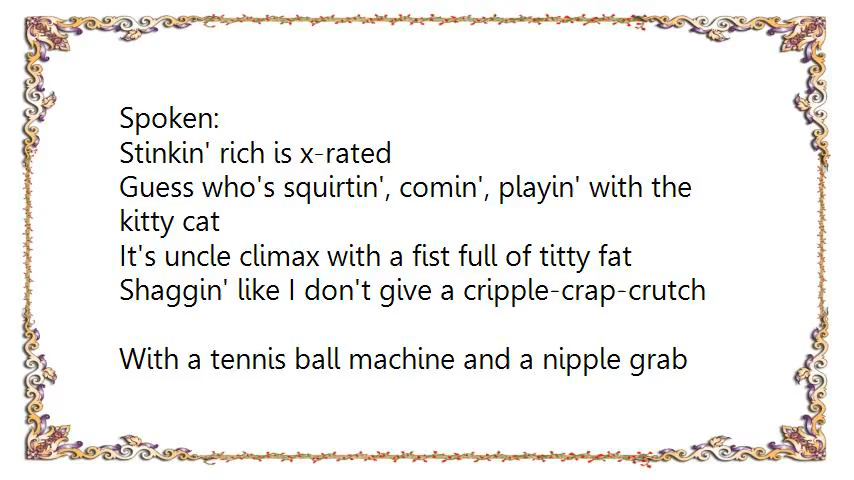 Spoken:
Stinkin' rich is x-rated
Guess who's squirtin', comin', playin' with the
kitty cat
It's uncle climax with a fist full of titty fat
Shaggin' like I don't give a cripple-crap-crutch
With a tennis ball machine and a nipple grab